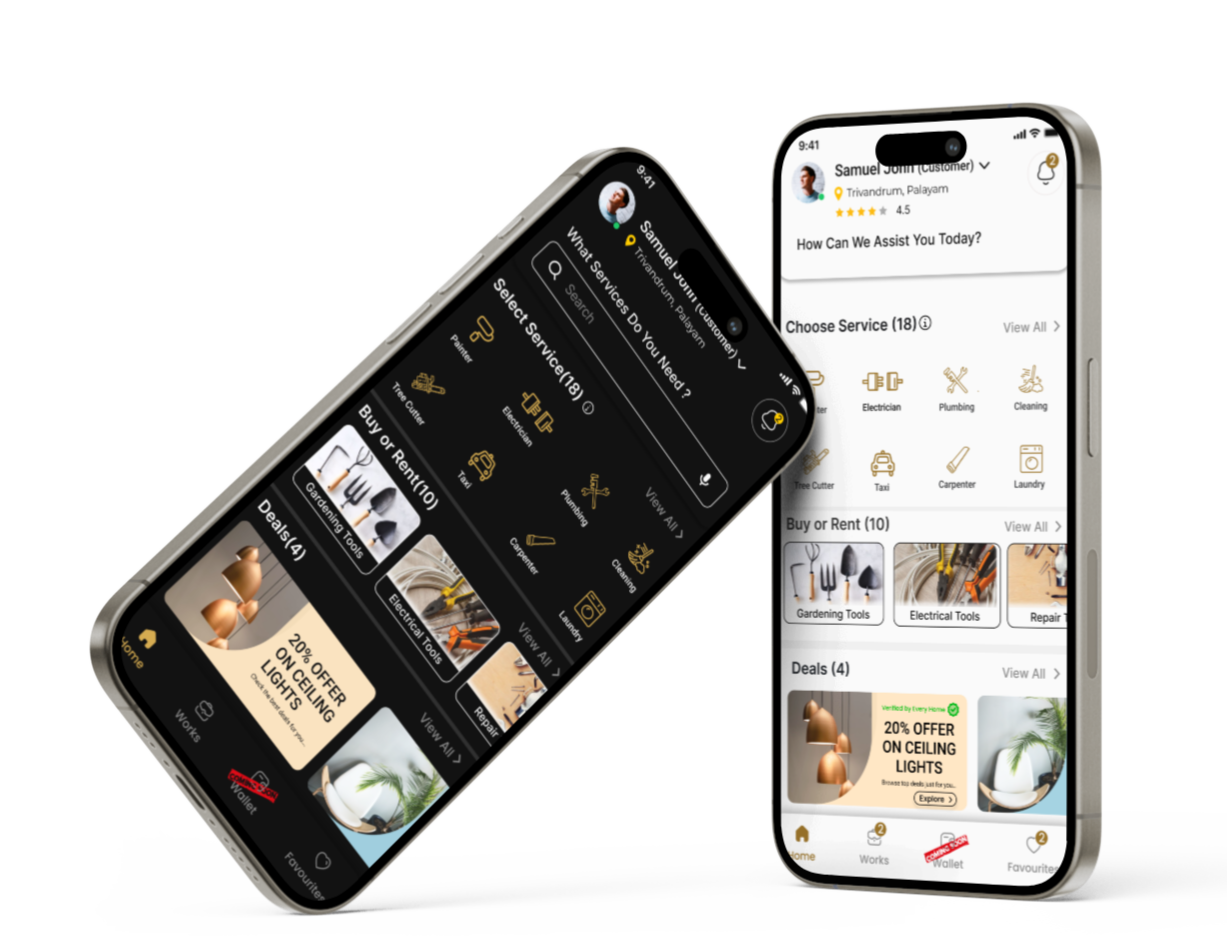 9:41
Samuel John (Customer)
Trivandrum, Palayam
What Services Do You Need ?
Search
Select Service(18)
View All
Painter
Electrician
Plumbing
Cleaning
Tree Cutter
Taxi
Carpenter
Laundry
Buy or Rent(10)
View All
Gardening Tools
Electrical Tools
Repair
Deals(4)
View All
20% OFFER
ON CEILING
LIGHTS
Check the best deals for you...
Home
Works
COMING SOON
Wallet
Favourites
9:41
Samuel John (Customer)
2
Trivandrum, Palayam
4.5
How Can We Assist You Today?
Choose Service (18)
View All
ter
Electrician
Plumbing
Cleaning
Tree Cutter
Taxi
Carpenter
Laundry
Buy or Rent (10)
View All
Gardening Tools
Electrical Tools
Repair T
Deals (4)
View All
Verified by Every Home
20% OFFER
ON CEILING
LIGHTS
Browse top deals just for you...
Explore
Home
2
Works
COMING SOON
Wallet
2
Favourites